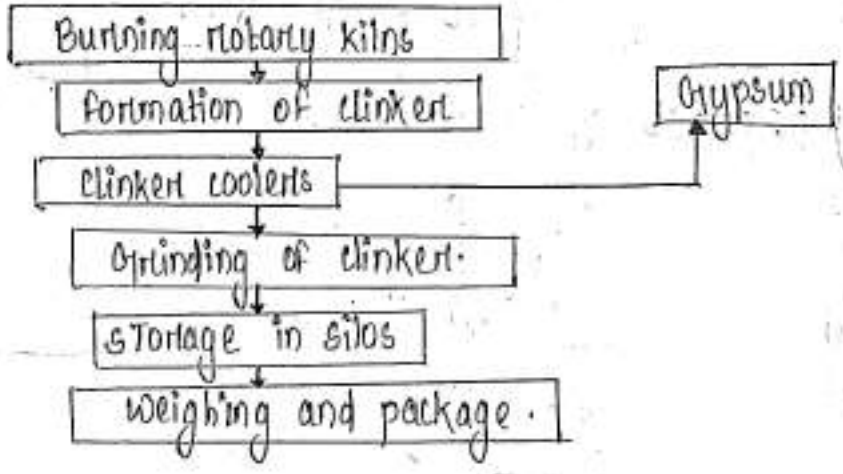 Burning rotary kilns
formation of clinker
Gypsum
clinker coolers
Grinding of clinker.
storage in silos
weighing and package.